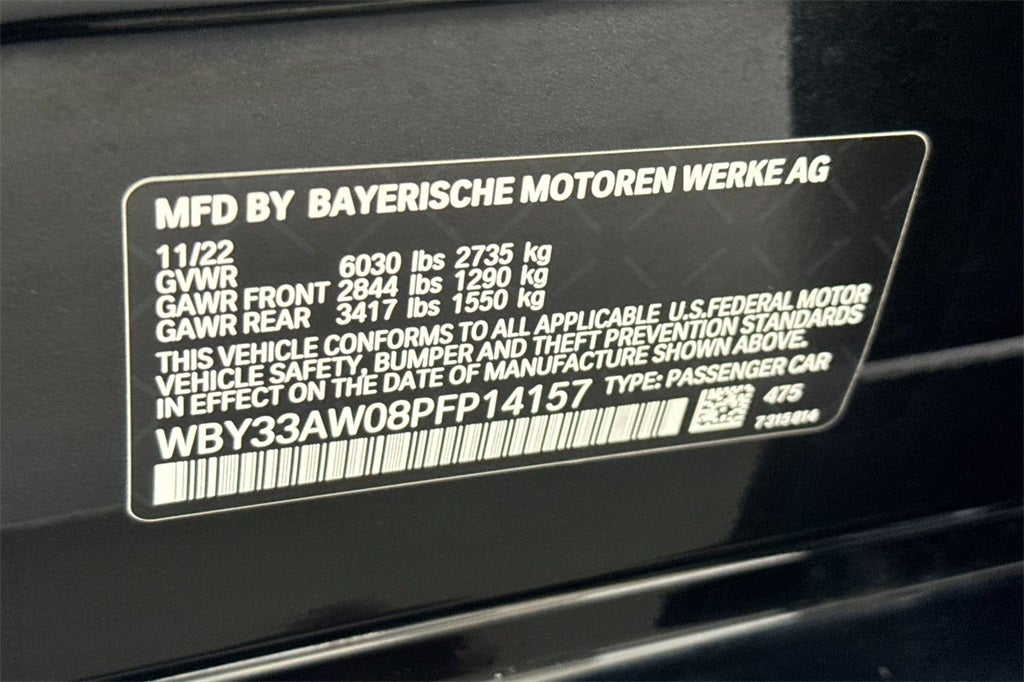 MFD BY BAYERISCHE MOTOREN WERKE AG
11/22
GVWR 6030 lbs 2735 kg
GAWR FRONT 2844 lbs 1290 kg
GAWR REAR 3417 lbs 1550 kg
THIS VEHICLE CONFORMS TO ALL APPLICABLE U.S.FEDERAL MOTOR
VEHICLE SAFETY, BUMPER AND THEFT PREVENTION STANDARDS
IN EFFECT ON THE DATE OF MANUFACTURE SHOWN ABOVE.
WBY33AW08PFP14157 TYPE: PASSENGER CAR
475
7315614